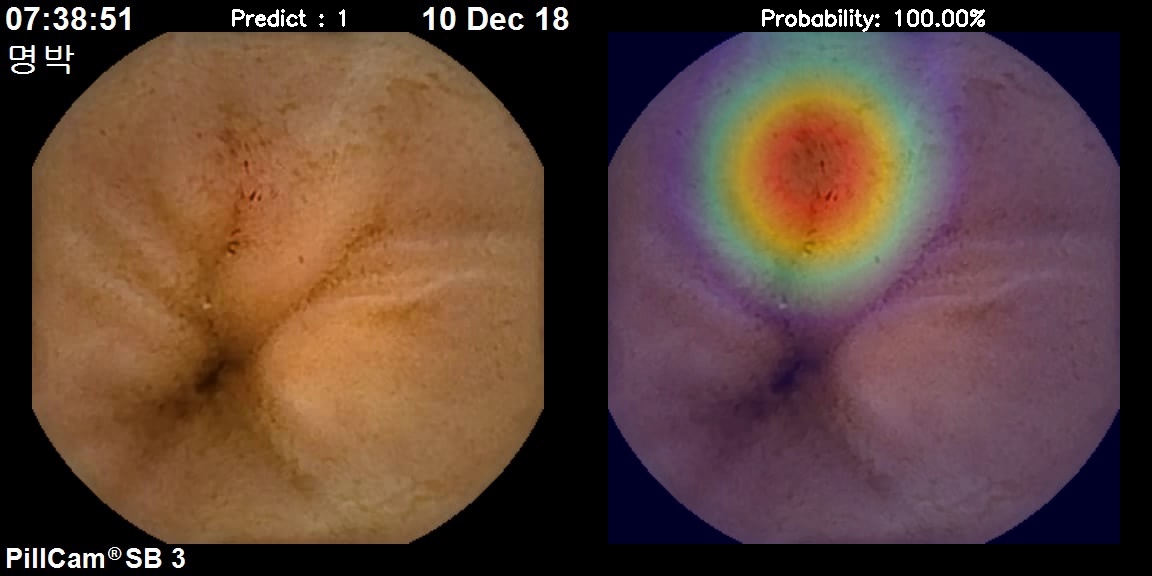 07:38:51 Predict : 1 10 Dec 18 Probability: 100.00%
명박
PillCam® SB 3